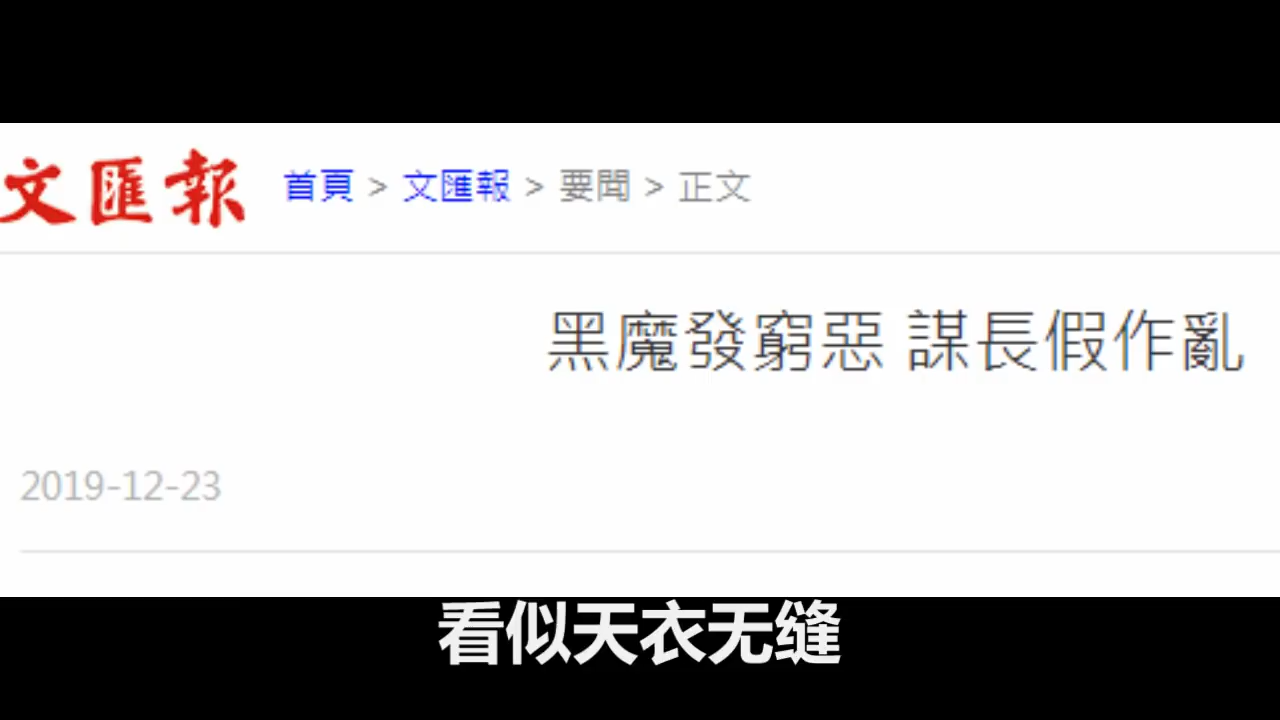 文匯報 首頁 > 文匯報 > 要聞 > 正文
黑魔發窮惡 謀長假作亂
2019-12-23
看似天衣无缝